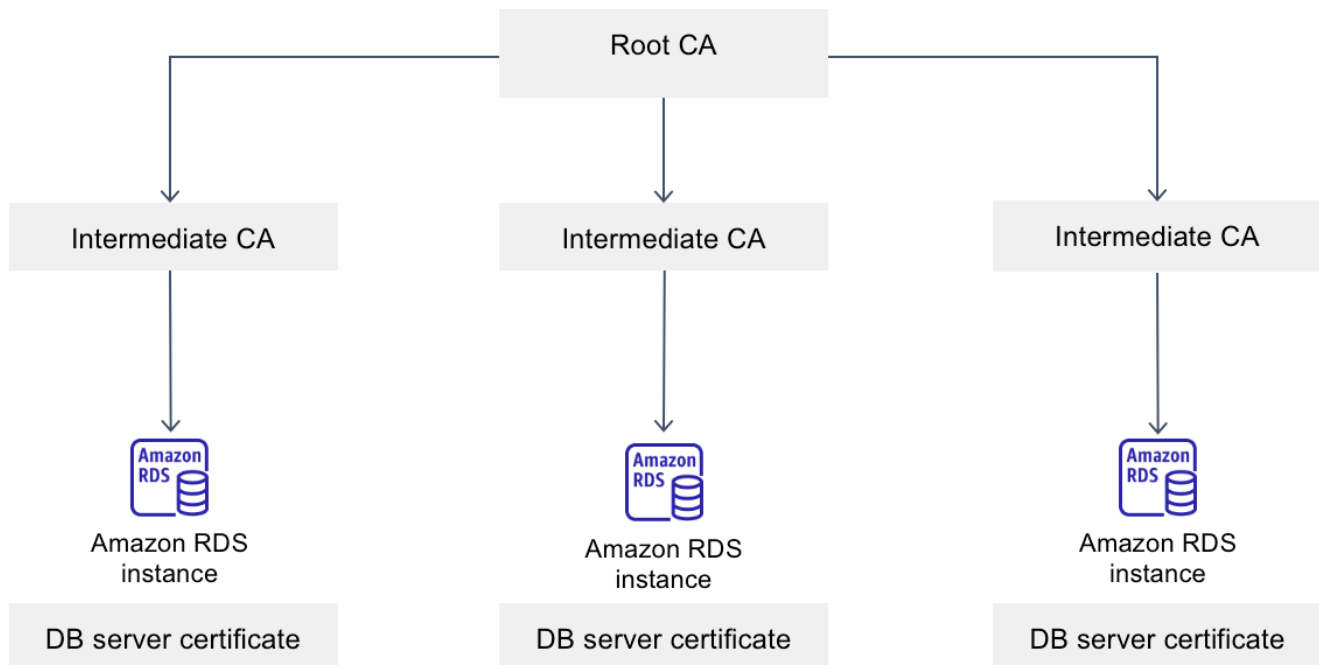 Root CA
Intermediate CA
Intermediate CA
Intermediate CA
Amazon
RDS
Amazon
RDS
Amazon
RDS
Amazon RDS
instance
Amazon RDS
instance
Amazon RDS
instance
DB server certificate
DB server certificate
DB server certificate